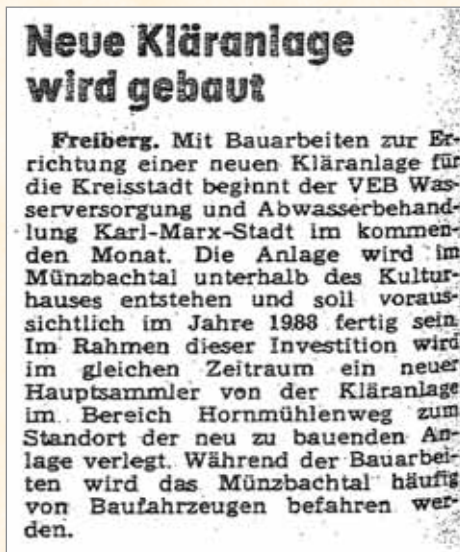 Neue Kläranlage
wird gebaut
Freiberg. Mit Bauarbeiten zur Er-
richtung einer neuen Kläranlage für
die Kreisstadt beginnt der VEB Was-
serversorgung und Abwasserbehand-
lung Karl-Marx-Stadt im kommen-
den Monat. Die Anlage wird im
Münzbachtal unterhalb des Kultur-
hauses entstehen und soll voraus-
sichtlich im Jahre 1988 fertig sein.
Im Rahmen dieser Investition wird
im gleichen Zeitraum ein neuer
Hauptsammler von der Kläranlage
im Bereich Hornmühlenweg zum
Standort der neu zu bauenden An-
lage verlegt. Während der Bauarbei-
ten wird das Münzbachtal häufig
von Baufahrzeugen befahren wer-
den.